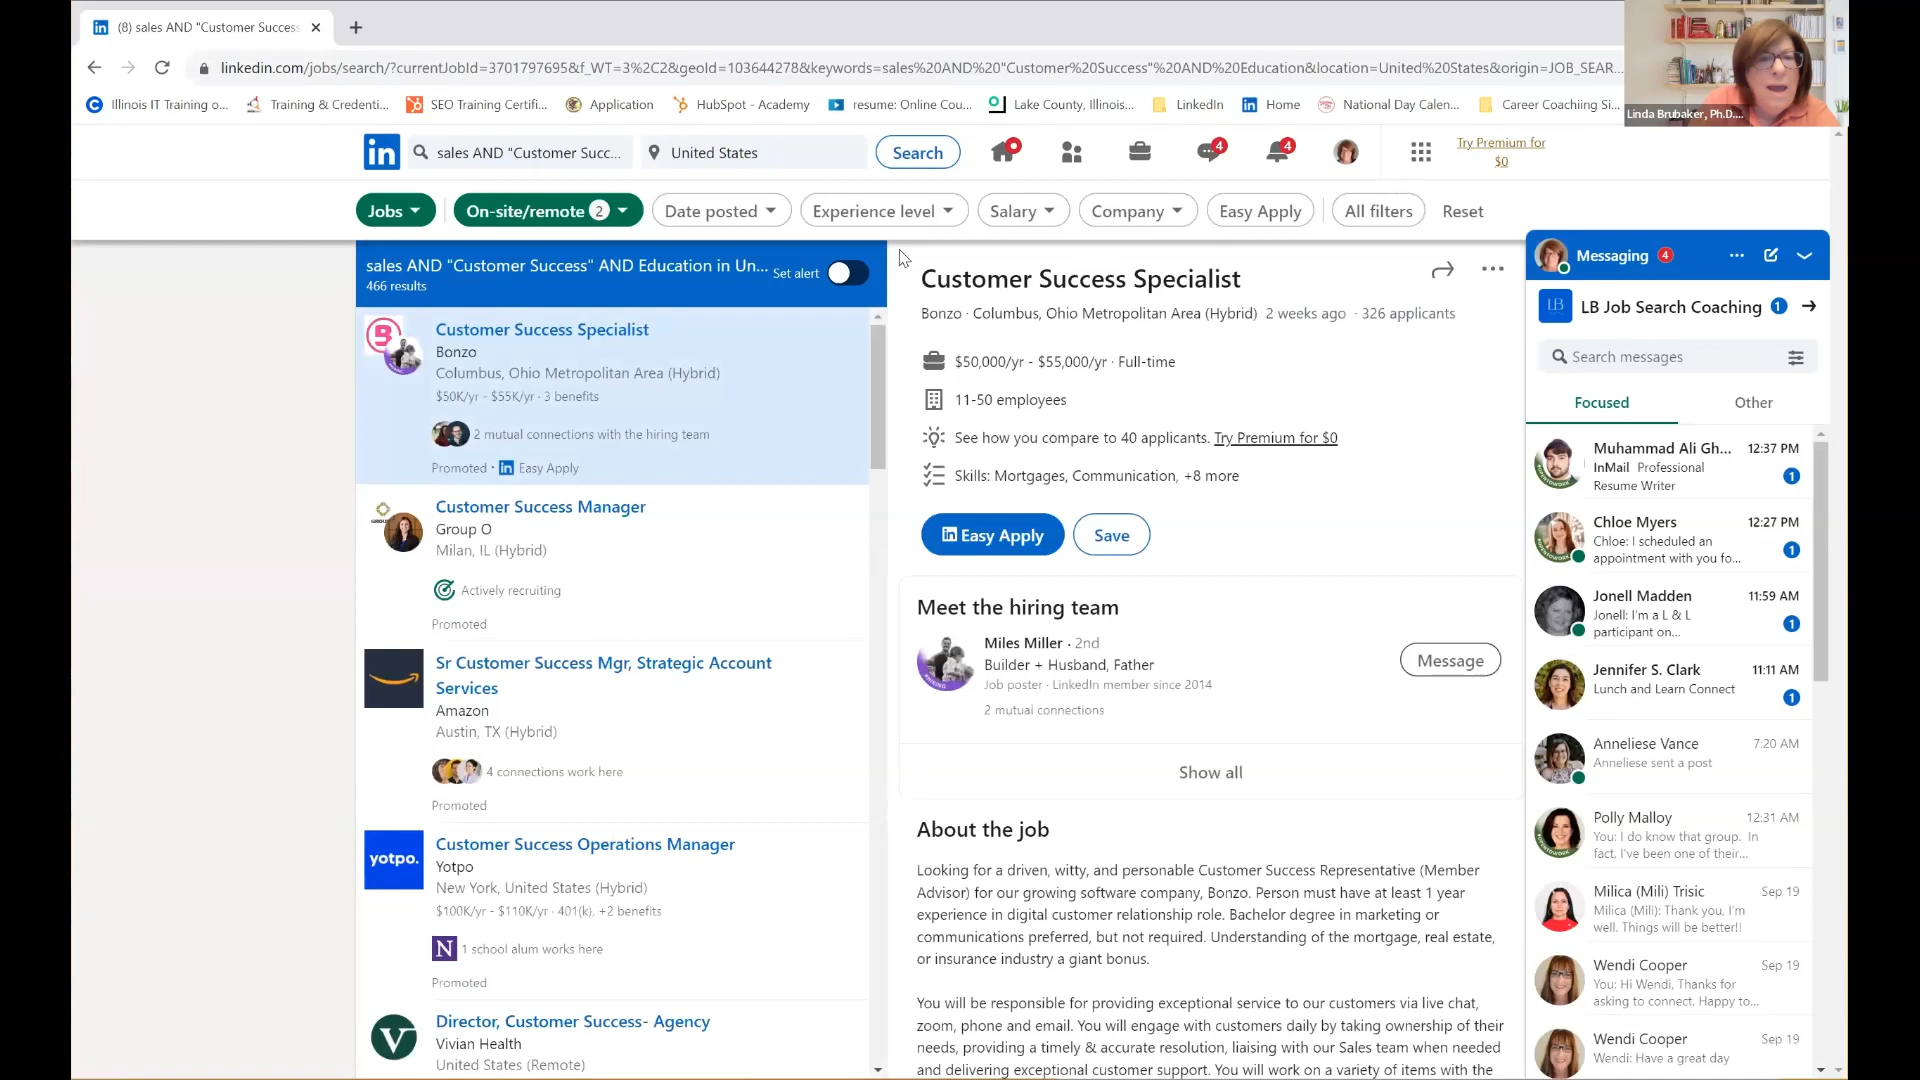 (8) sales AND "Customer Success
linkedin.com/jobs/search/?currentJobId=3701797695&f_WT=3%2C2&geoId=103644278&keywords=sales%20AND%20"Customer%20Success"%20AND%20Education&location=United%20States&origin=JOB_SEAR...
Illinois IT Training o...
Training & Credenti...
SEO Training Certifi...
Application
HubSpot - Academy
resume: Online Cou...
Lake County, Illinois...
LinkedIn
Home
National Day Calen...
Career Coachiing Si...
Linda Brubaker, Ph.D....
in
sales AND "Customer Succ...
United States
Search
4
4
Try Premium for
$0
Jobs
On-site/remote 2
Date posted
Experience level
Salary
Company
Easy Apply
All filters
Reset
sales AND "Customer Success" AND Education in Un...
466 results
Set alert
Customer Success Specialist
Bonzo
Columbus, Ohio Metropolitan Area (Hybrid)
$50K/yr - $55K/yr · 3 benefits
2 mutual connections with the hiring team
Promoted · in Easy Apply
Customer Success Manager
Group O
Milan, IL (Hybrid)
Actively recruiting
Promoted
Sr Customer Success Mgr, Strategic Account
Services
Amazon
Austin, TX (Hybrid)
4 connections work here
Promoted
yotpo.
Customer Success Operations Manager
Yotpo
New York, United States (Hybrid)
$100K/yr - $110K/yr · 401(k), +2 benefits
N 1 school alum works here
Promoted
V
Director, Customer Success- Agency
Vivian Health
United States (Remote)
Customer Success Specialist
Bonzo · Columbus, Ohio Metropolitan Area (Hybrid) 2 weeks ago · 326 applicants
$50,000/yr - $55,000/yr · Full-time
11-50 employees
See how you compare to 40 applicants. Try Premium for $0
Skills: Mortgages, Communication, +8 more
in Easy Apply
Save
Meet the hiring team
Miles Miller · 2nd
Builder + Husband, Father
Job poster · LinkedIn member since 2014
2 mutual connections
Message
Show all
About the job
Looking for a driven, witty, and personable Customer Success Representative (Member
Advisor) for our growing software company, Bonzo. Person must have at least 1 year
experience in digital customer relationship role. Bachelor degree in marketing or
communications preferred, but not required. Understanding of the mortgage, real estate,
or insurance industry a giant bonus.
You will be responsible for providing exceptional service to our customers via live chat,
zoom, phone and email. You will engage with customers daily by taking ownership of their
needs, providing a timely & accurate resolution, liaising with our Sales team when needed
and delivering exceptional customer support. You will work on a variety of items with the
Messaging 4
LB
LB Job Search Coaching 1
Search messages
Focused
Other
Muhammad Ali Gh... 12:37 PM
InMail Professional
Resume Writer
1
Chloe Myers 12:27 PM
Chloe: I scheduled an
appointment with you fo...
1
Jonell Madden 11:59 AM
Jonell: I'm a L & L
participant on...
1
Jennifer S. Clark 11:11 AM
Lunch and Learn Connect
1
Anneliese Vance 7:20 AM
Anneliese sent a post
Polly Malloy 12:31 AM
You: I do know that group. In
fact, I've been one of their...
Milica (Mili) Trisic Sep 19
Milica (Mili): Thank you, I'm
well. Things will be better!!
Wendi Cooper Sep 19
You: Hi Wendi, Thanks for
asking to connect. Happy to...
Wendi Cooper Sep 19
Wendi: Have a great day